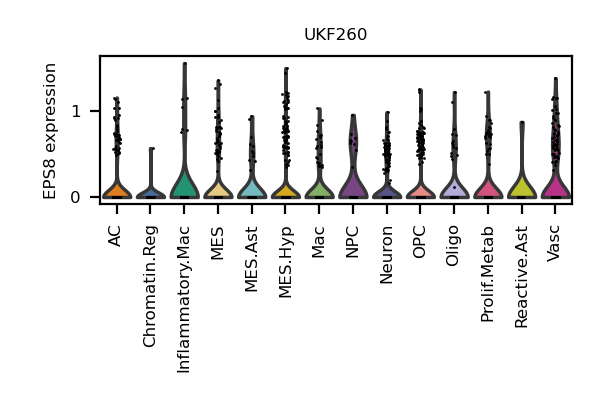 UKF260
EPS8 expression
1
0
AC
Chromatin.Reg
Inflammatory.Mac
MES
MES.Ast
MES.Hyp
Mac
NPC
Neuron
OPC
Oligo
Prolif.Metab
Reactive.Ast
Vasc